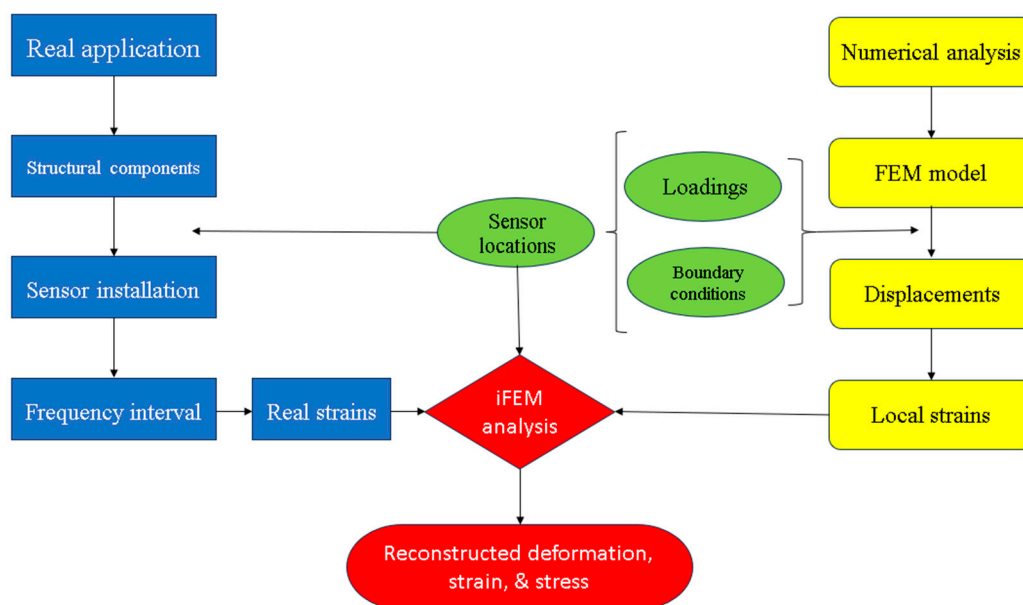 Real application
Structural components
Sensor installation
Frequency interval
Real strains
Sensor
locations
Loadings
Boundary
conditions
iFEM
analysis
Reconstructed deformation,
strain, & stress
Numerical analysis
FEM model
Displacements
Local strains